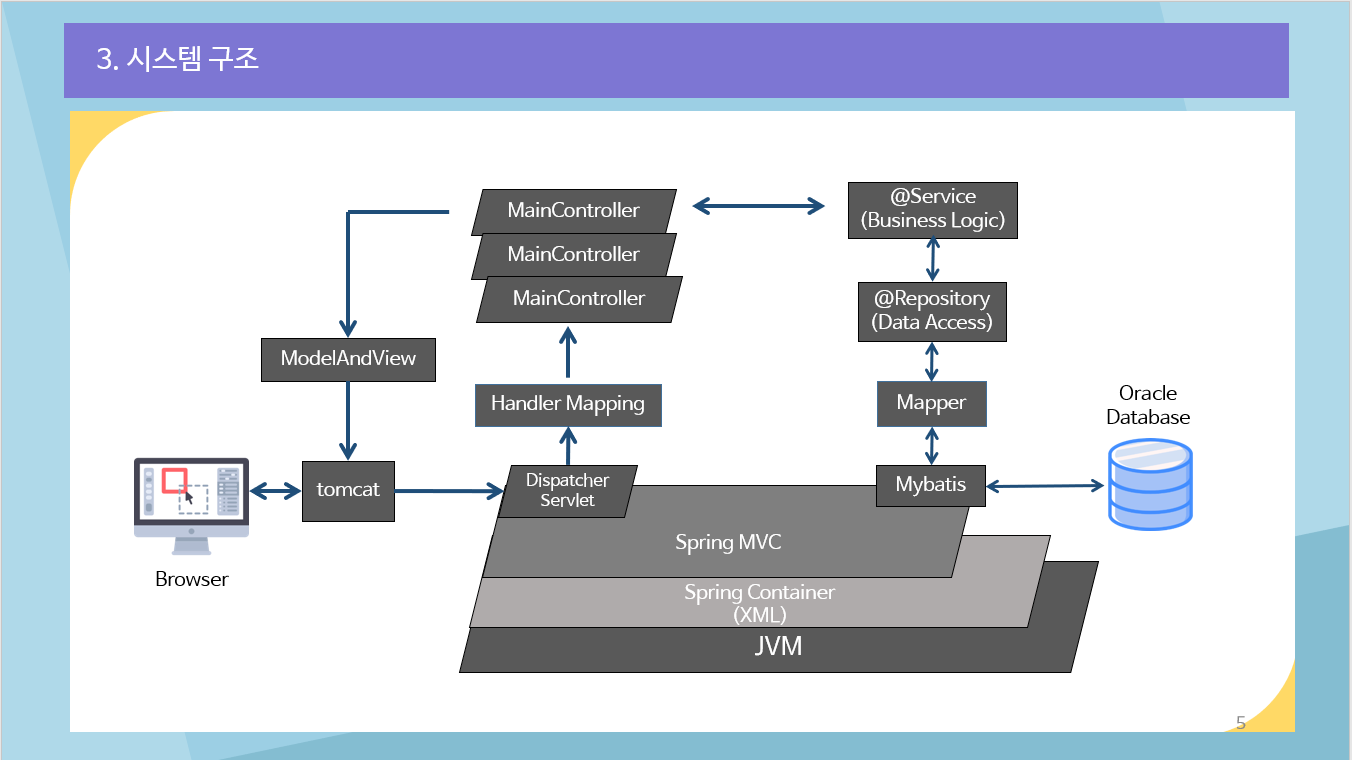 3. 시스템 구조
MainController
MainController
MainController
@Service
(Business Logic)
@Repository
(Data Access)
ModelAndView
Handler Mapping
Mapper
Oracle
Database
tomcat
Dispatcher
Servlet
Mybatis
Spring MVC
Browser
Spring Container
(XML)
JVM
5